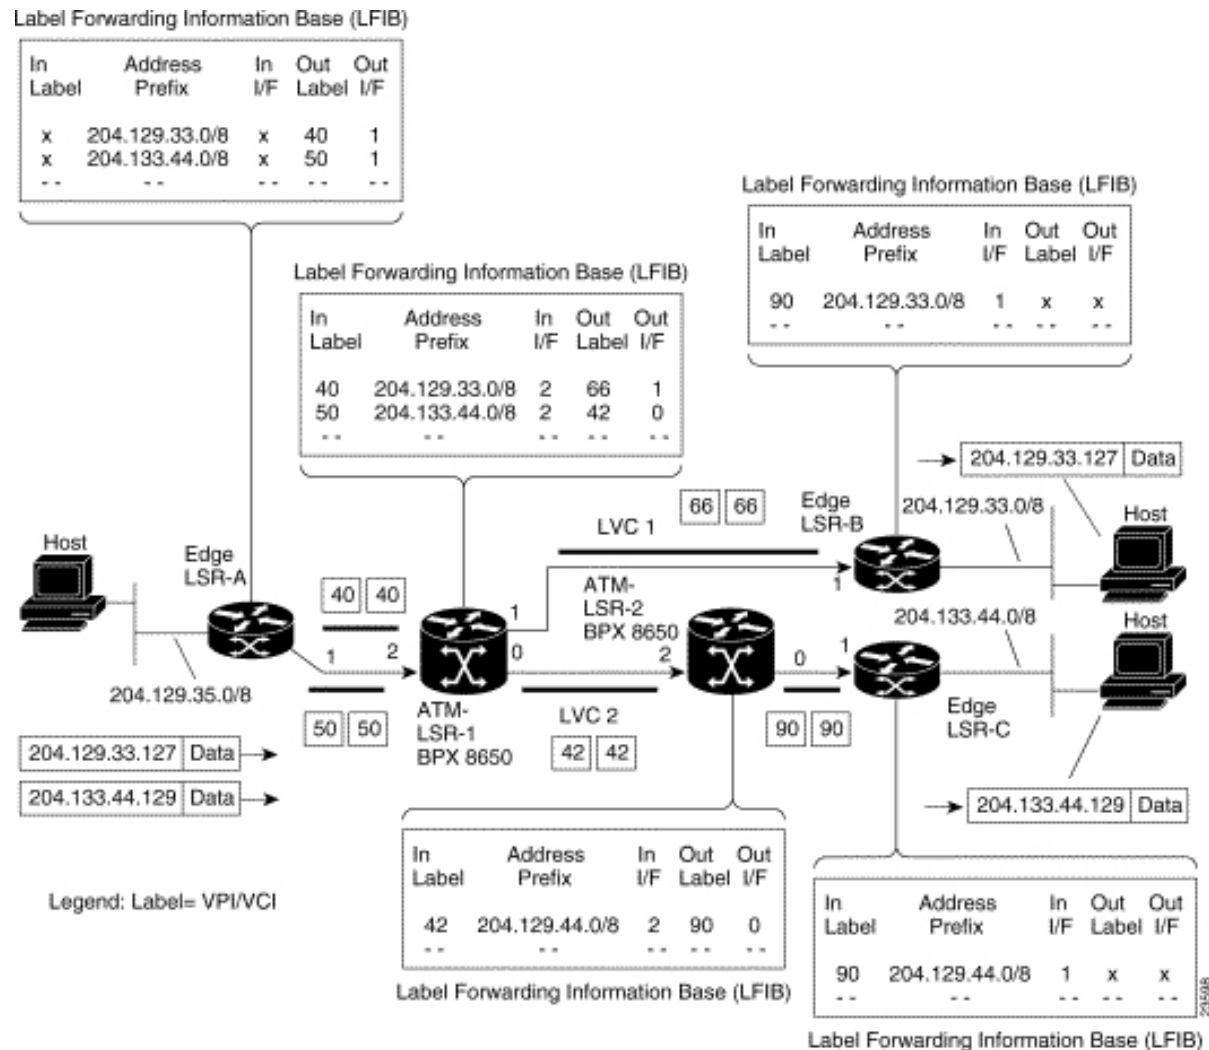 Label Forwarding Information Base (LFIB)
In Address In Out Out
Label Prefix I/F Label I/F
x 204.129.33.0/8 x 40 1
x 204.133.44.0/8 x 50 1
-- -- -- -- --
Label Forwarding Information Base (LFIB)
In Address In Out Out
Label Prefix I/F Label I/F
90 204.129.33.0/8 1 x x
-- -- -- -- --
Label Forwarding Information Base (LFIB)
In Address In Out Out
Label Prefix I/F Label I/F
40 204.129.33.0/8 2 66 1
50 204.133.44.0/8 2 42 0
-- -- -- -- --
204.129.33.127 Data
66 66
Edge
LSR-B
204.129.33.0/8
Host
LVC 1
Host
Edge
LSR-A
40 40
ATM-
LSR-2
BPX 8650
1
1
204.133.44.0/8
Host
1
2
0
2
0
1
204.129.35.0/8
50 50
ATM-
LSR-1
BPX 8650
LVC 2
42 42
90 90
Edge
LSR-C
204.129.33.127 Data
204.133.44.129 Data
204.133.44.129 Data
Legend: Label= VPI/VCI
In Address In Out Out
Label Prefix I/F Label I/F
42 204.129.44.0/8 2 90 0
-- -- -- -- --
Label Forwarding Information Base (LFIB)
In Address In Out Out
Label Prefix I/F Label I/F
90 204.129.44.0/8 1 x x
-- -- -- -- --
Label Forwarding Information Base (LFIB)
23598